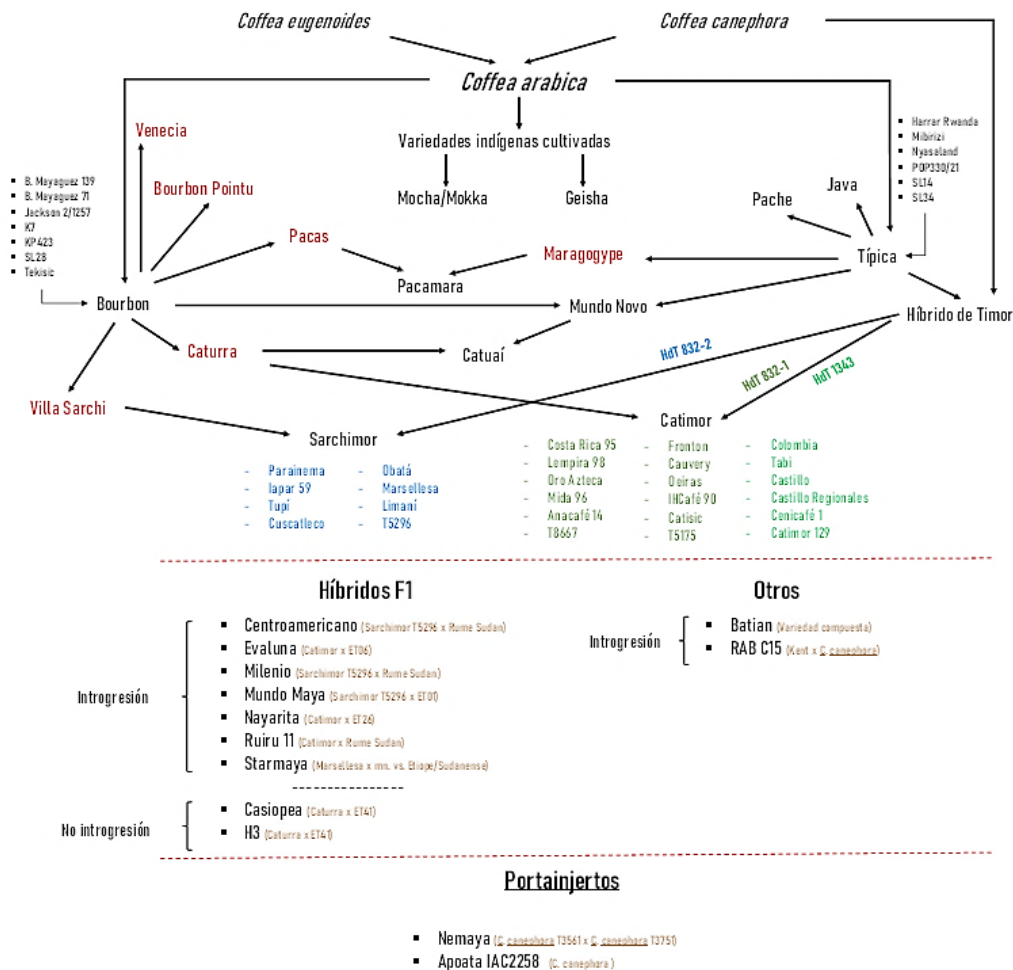 Coffea eugenoides
Coffea canephora
Coffea arabica
Venecia
Variedades indígenas cultivadas
▪ Harrar Rwanda
▪ Mibirizi
▪ Nyasaland
▪ POP330/21
▪ SL14
▪ SL34
▪ B. Mayaguez 139
▪ B. Mayaguez 71
▪ Jackson 2/1257
▪ K7
▪ KP423
▪ SL28
▪ Tekisic
Bourbon Pointu
Mocha/Mokka
Geisha
Pache
Java
Pacas
Maragogype
Típica
Pacamara
Bourbon
Mundo Novo
Híbrido de Timor
Caturra
Catuaí
HdT 832-2
HdT 832-1
HdT 1343
Villa Sarchi
Sarchimor
Catimor
- Parainema
- Iapar 59
- Tupi
- Cuscatleco
- Obatá
- Marsellesa
- Limaní
- T5296
- Costa Rica 95
- Lempira 98
- Oro Azteca
- Mida 96
- Anacafé 14
- T8667
- Fronton
- Cauvery
- Oeiras
- IHCafé 90
- Catisic
- T5175
- Colombia
- Tabi
- Castillo
- Castillo Regionales
- Cenicafé 1
- Catimor 129
Híbridos F1
Introgresión
▪ Centroamericano (Sarchimor T5296 x Rume Sudan)
▪ Evaluna (Catimor x ET06)
▪ Milenio (Sarchimor T5296 x Rume Sudan)
▪ Mundo Maya (Sarchimor T5296 x ET01)
▪ Nayarita (Catimor x ET26)
▪ Ruiru 11 (Catimor x Rume Sudan)
▪ Starmaya (Marsellesa x mn. vs. Etiope/Sudanense)
No introgresión
▪ Casiopea (Caturra x ET41)
▪ H3 (Caturra x ET41)
Otros
Introgresión
▪ Batian (Variedad compuesta)
▪ RAB C15 (Kent x C. canephora)
Portainjertos
▪ Nemaya (C. canephora T3561 x C. canephora T3751)
▪ Apoata IAC2258 (C. canephora )